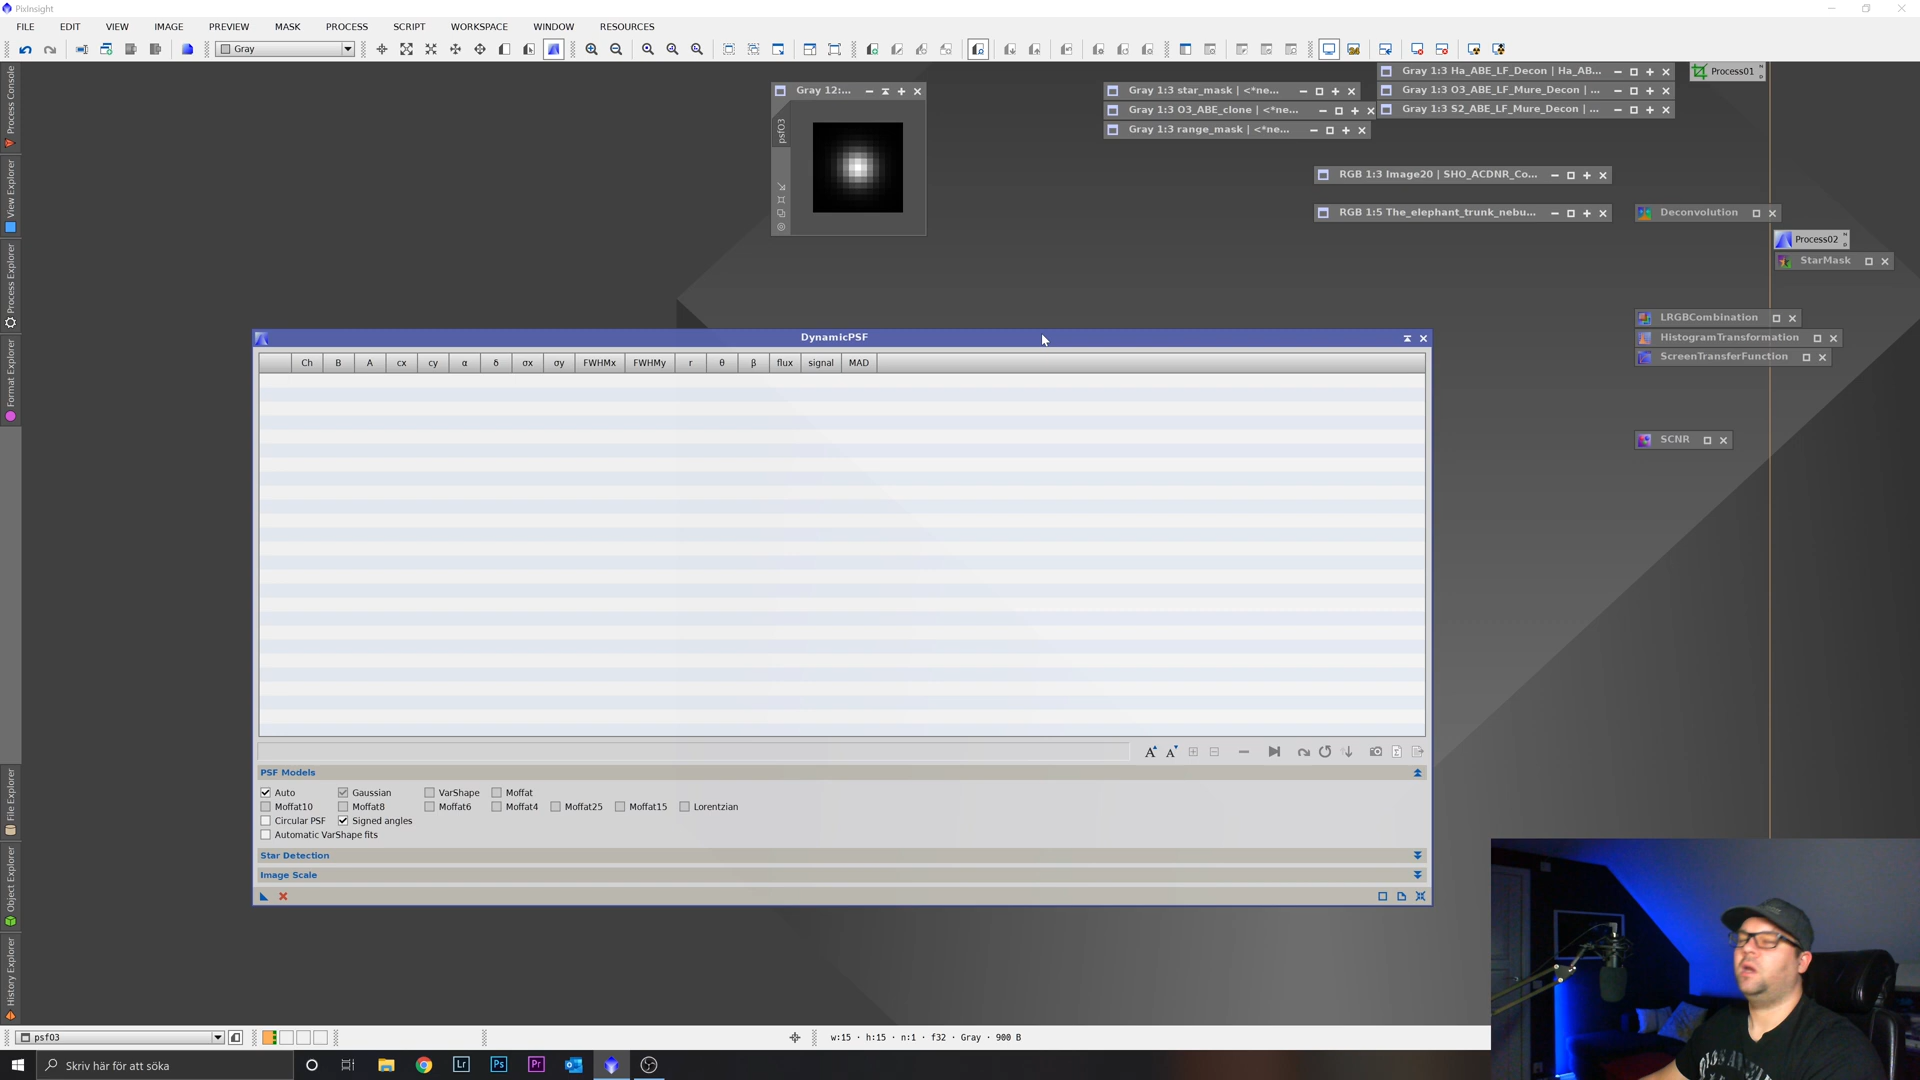 PixInsight
FILE EDIT VIEW IMAGE PREVIEW MASK PROCESS SCRIPT WORKSPACE WINDOW RESOURCES
Gray
Process Console
View Explorer
Process Explorer
Format Explorer
File Explorer
Object Explorer
History Explorer
Gray 12:...
psf03
Gray 1:3 star_mask | <*ne...
Gray 1:3 O3_ABE_clone | <*ne...
Gray 1:3 range_mask | <*ne...
Gray 1:3 Ha_ABE_LF_Decon | Ha_AB...
Gray 1:3 O3_ABE_LF_Mure_Decon | ...
Gray 1:3 S2_ABE_LF_Mure_Decon | ...
Process01
RGB 1:3 Image20 | SHO_ACDNR_Co...
RGB 1:5 The_elephant_trunk_nebu...
Deconvolution
Process02
StarMask
LRGBCombination
HistogramTransformation
ScreenTransferFunction
SCNR
DynamicPSF
Ch B A cx cy α δ σx σy FWHMx FWHMy r θ β flux signal MAD
PSF Models
Auto Gaussian VarShape Moffat
Moffat10 Moffat8 Moffat6 Moffat4 Moffat25 Moffat15 Lorentzian
Circular PSF Signed angles
Automatic VarShape fits
Star Detection
Image Scale
psf03
w:15 · h:15 · n:1 · f32 · Gray · 900 B
Skriv här för att söka
Lr Ps Pr